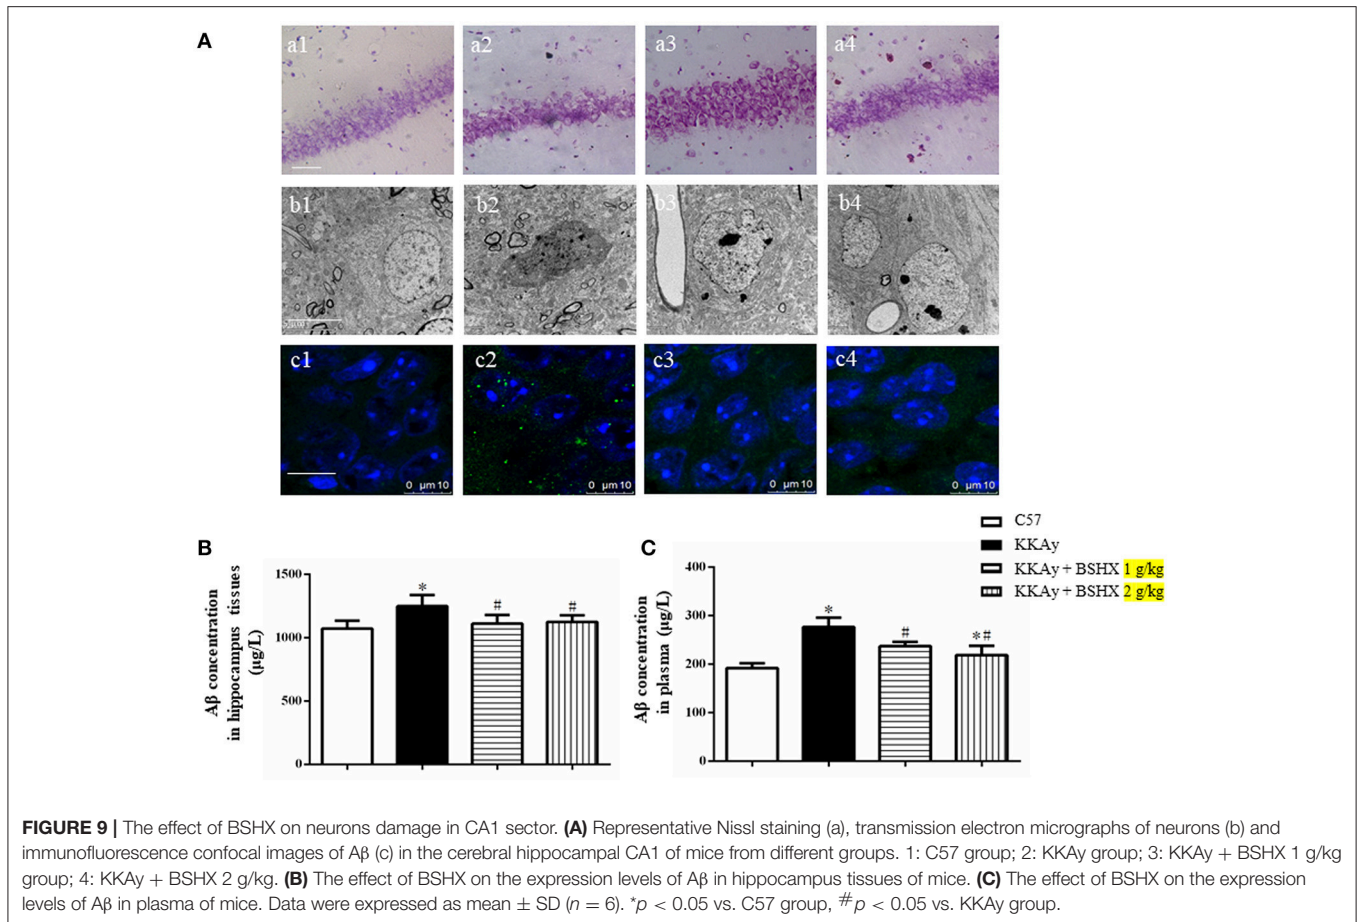 A
a1
a2
a3
a4
b1
b2
b3
b4
c1
c2
c3
c4
0 µm 10
0 µm 10
0 µm 10
0 µm 10
C57
KKAy
KKAy + BSHX 1 g/kg
KKAy + BSHX 2 g/kg
B
Aβ concentration
in hippocampus tissues
(µg/L)
1500
1000
500
0
*
#
#
C
Aβ concentration
in plasma (µg/L)
400
300
200
100
0
*
#
*#
FIGURE 9 | The effect of BSHX on neurons damage in CA1 sector. (A) Representative Nissl staining (a), transmission electron micrographs of neurons (b) and
immunofluorescence confocal images of Aβ (c) in the cerebral hippocampal CA1 of mice from different groups. 1: C57 group; 2: KKAy group; 3: KKAy + BSHX 1 g/kg
group; 4: KKAy + BSHX 2 g/kg. (B) The effect of BSHX on the expression levels of Aβ in hippocampus tissues of mice. (C) The effect of BSHX on the expression
levels of Aβ in plasma of mice. Data were expressed as mean ± SD (n = 6). *p < 0.05 vs. C57 group, #p < 0.05 vs. KKAy group.